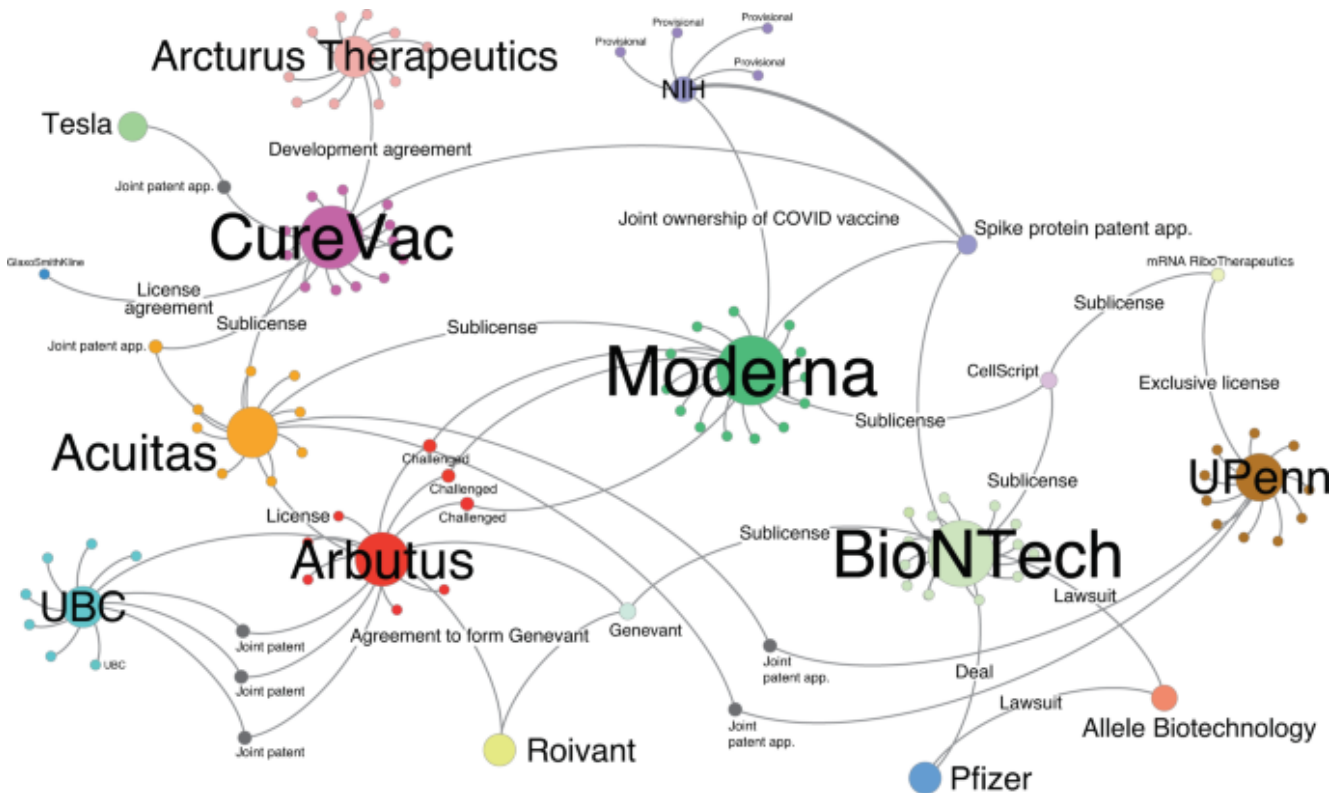 Provisional
Provisional
Provisional
Provisional
Arcturus Therapeutics
NIH
Tesla
Development agreement
Joint patent app.
Joint ownership of COVID vaccine
CureVac
Spike protein patent app.
GlaxoSmithKline
mRNA RiboTherapeutics
License
agreement
Sublicense
Sublicense
Sublicense
Joint patent app.
Moderna
CellScript
Exclusive license
Sublicense
Acuitas
Challenged
Challenged
Challenged
UPenn
Sublicense
License
Sublicense
Arbutus
BioNTech
Lawsuit
UBC
Agreement to form Genevant
Genevant
Joint patent
UBC
Joint patent
app.
Deal
Joint patent
Joint
patent app.
Lawsuit
Joint patent
Roivant
Allele Biotechnology
Pfizer